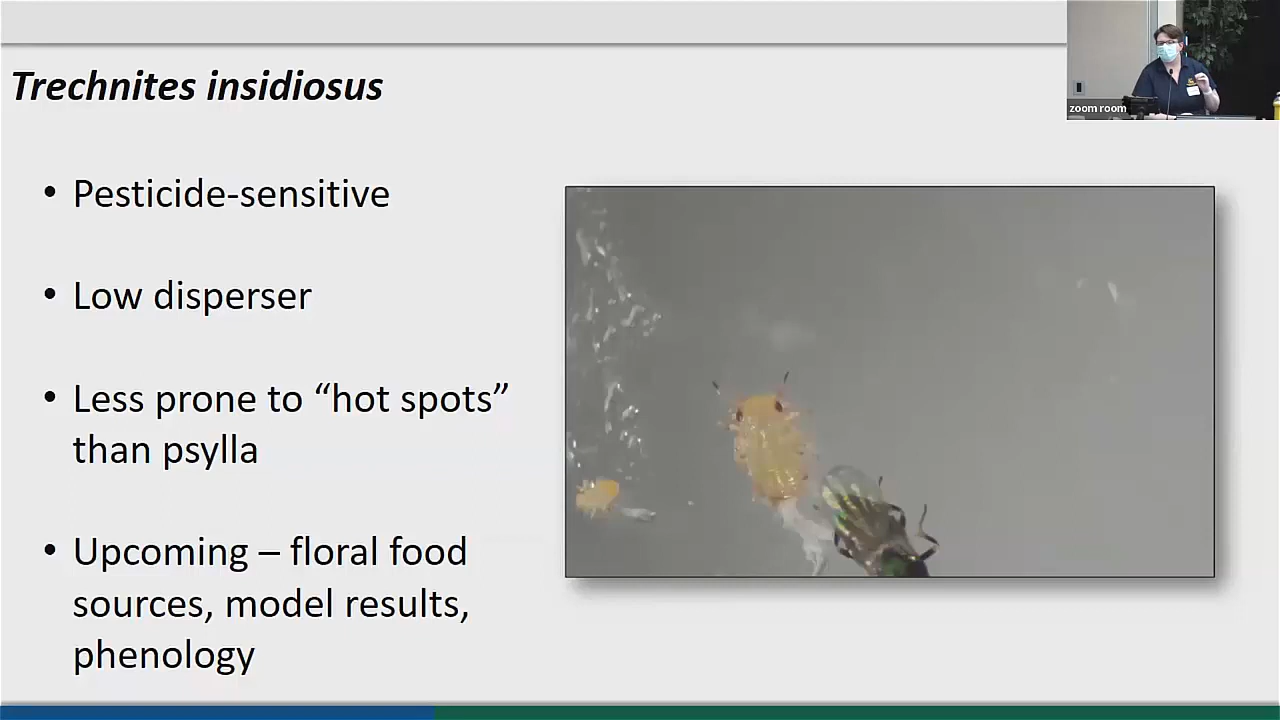 Trechnites insidiosus
zoom room
• Pesticide-sensitive
• Low disperser
• Less prone to “hot spots”
than psylla
• Upcoming – floral food
sources, model results,
phenology